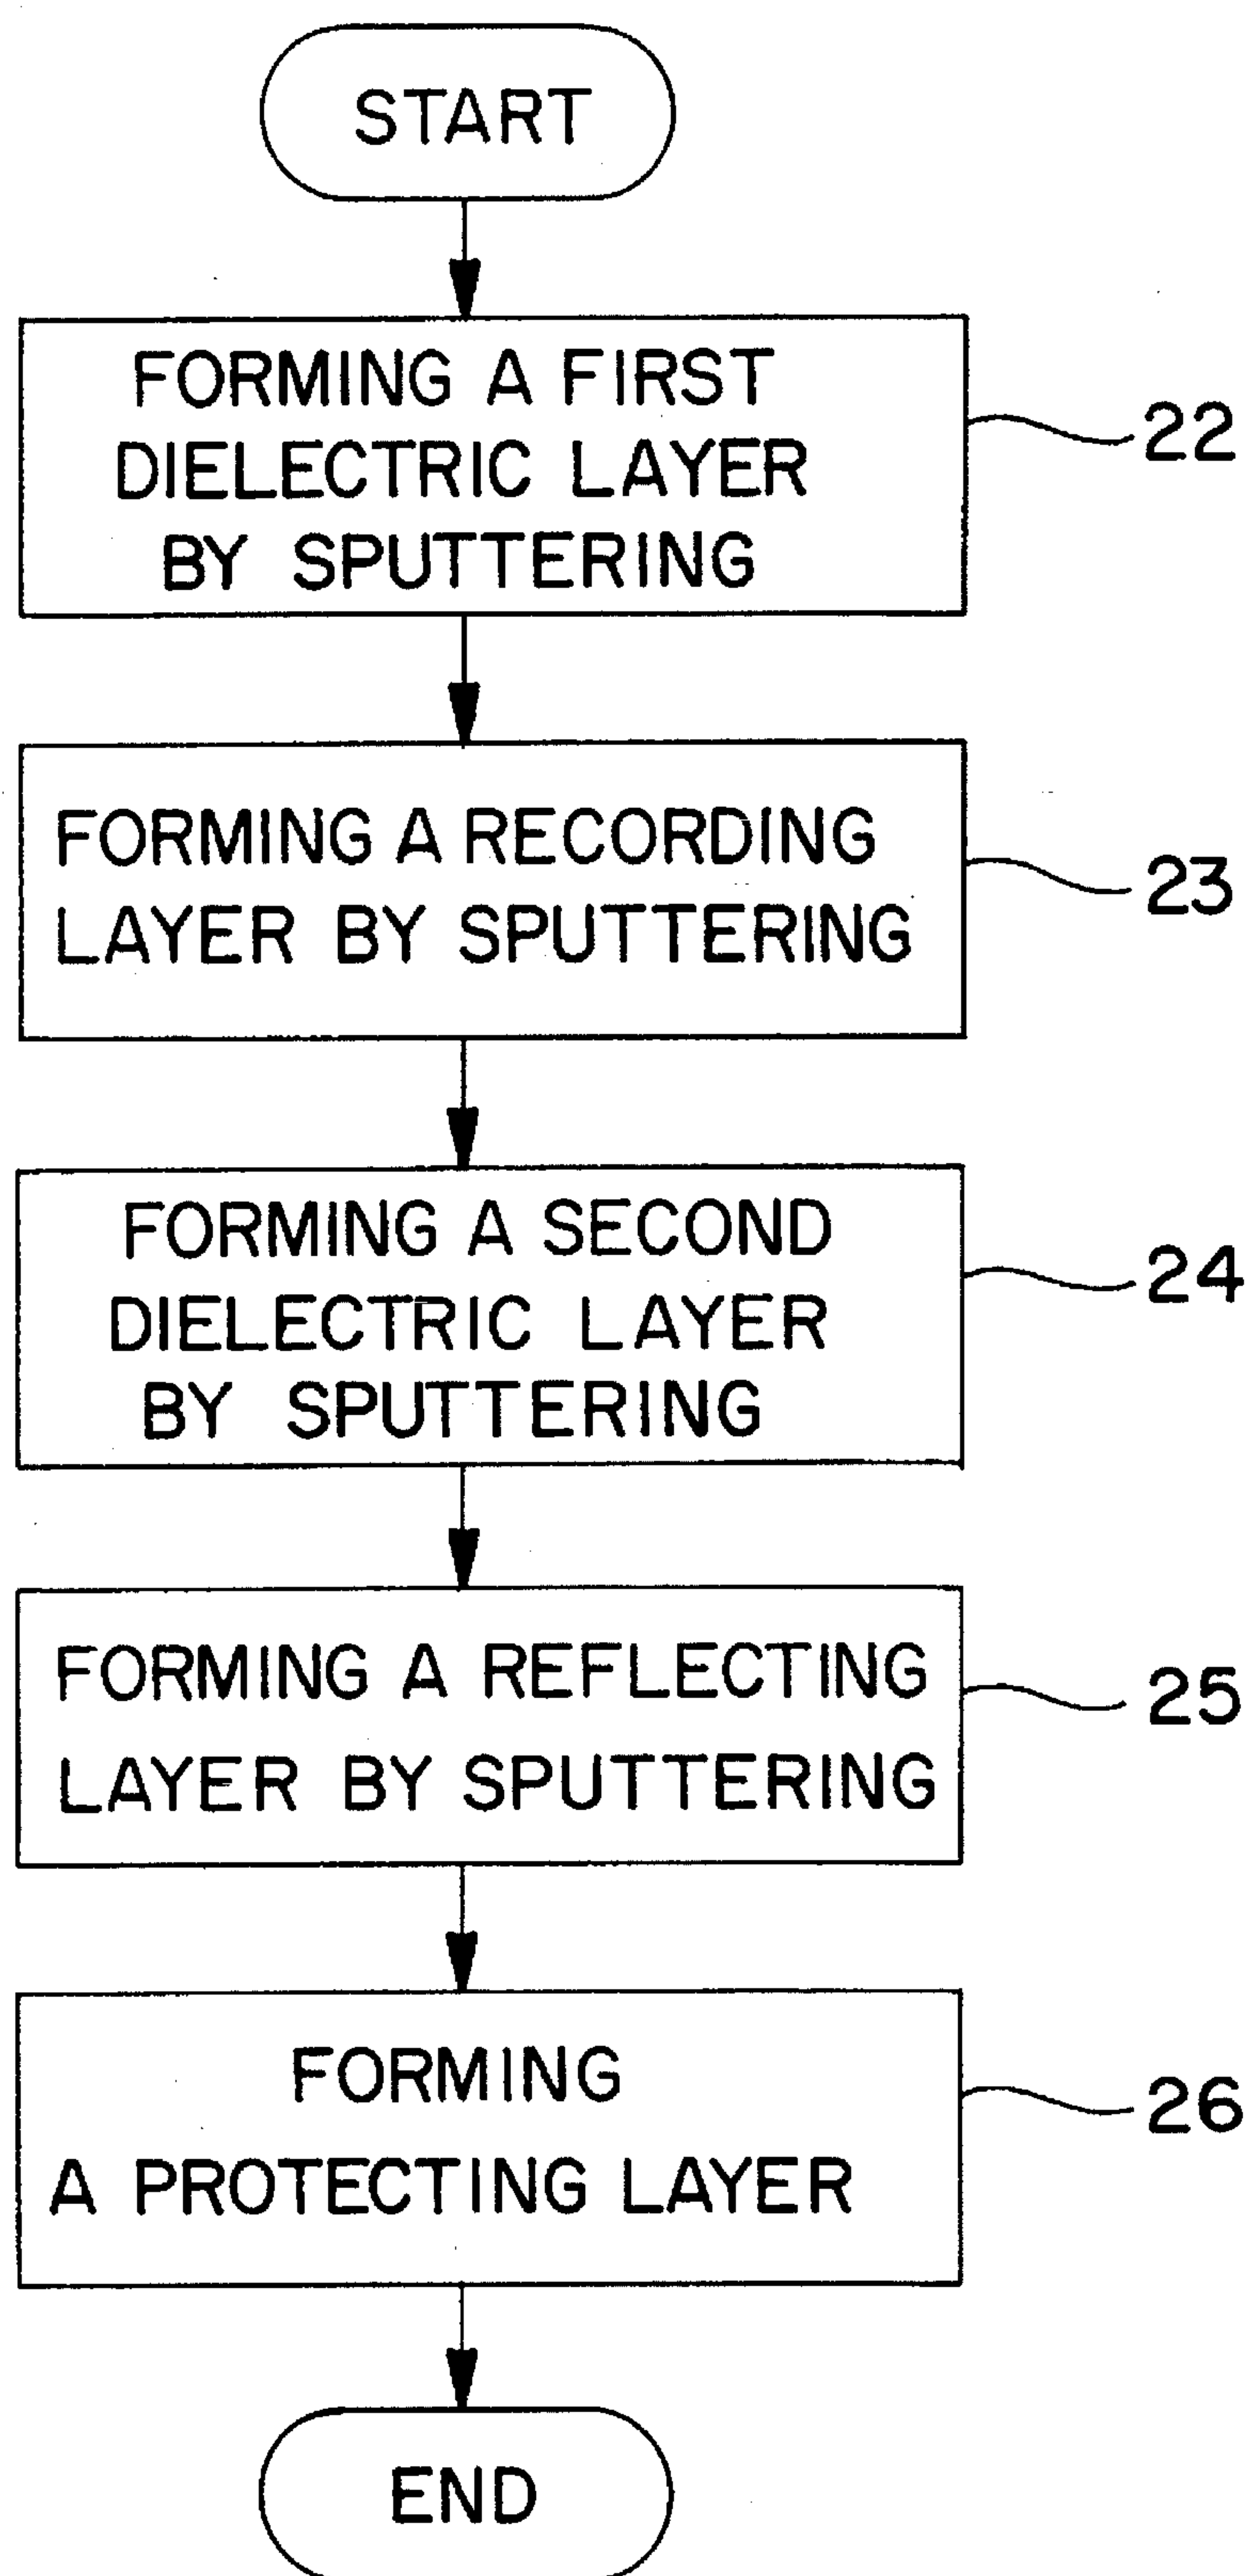 START
FORMING A FIRST
DIELECTRIC LAYER
BY SPUTTERING
22
FORMING A RECORDING
LAYER BY SPUTTERING
23
FORMING A SECOND
DIELECTRIC LAYER
BY SPUTTERING
24
FORMING A REFLECTING
LAYER BY SPUTTERING
25
FORMING
A PROTECTING LAYER
26
END